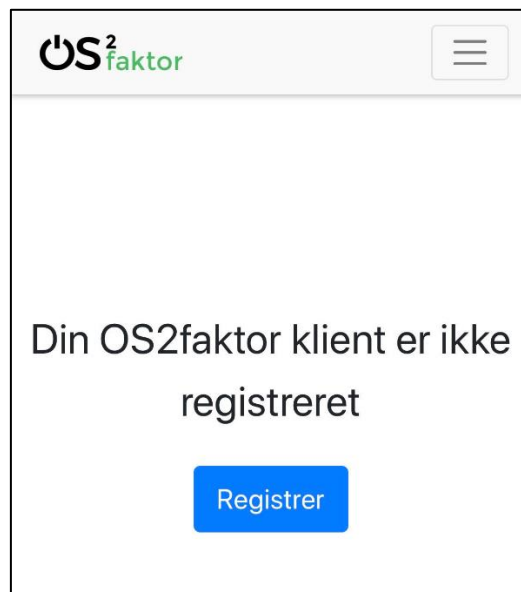 OS2faktor
Din OS2faktor klient er ikke
registreret
Registrer